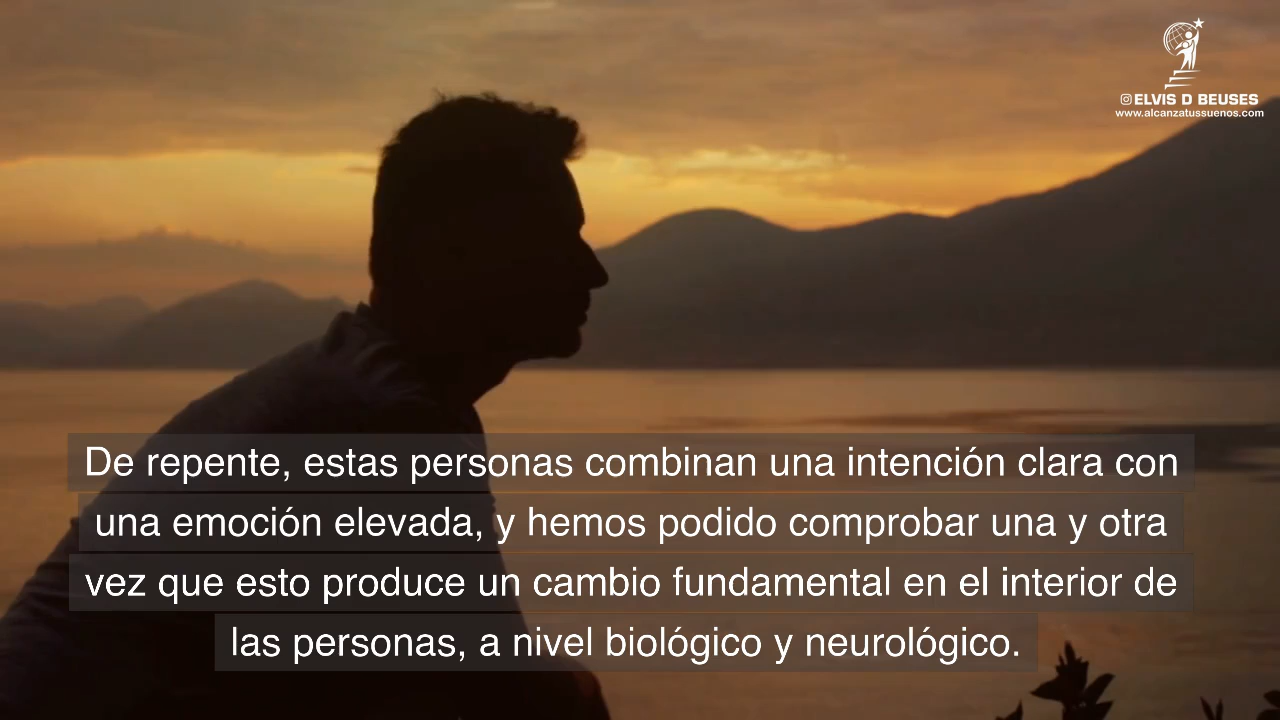 ELVIS D BEUSES
www.alcanzatussuenos.com
De repente, estas personas combinan una intención clara con
una emoción elevada, y hemos podido comprobar una y otra
vez que esto produce un cambio fundamental en el interior de
las personas, a nivel biológico y neurológico.